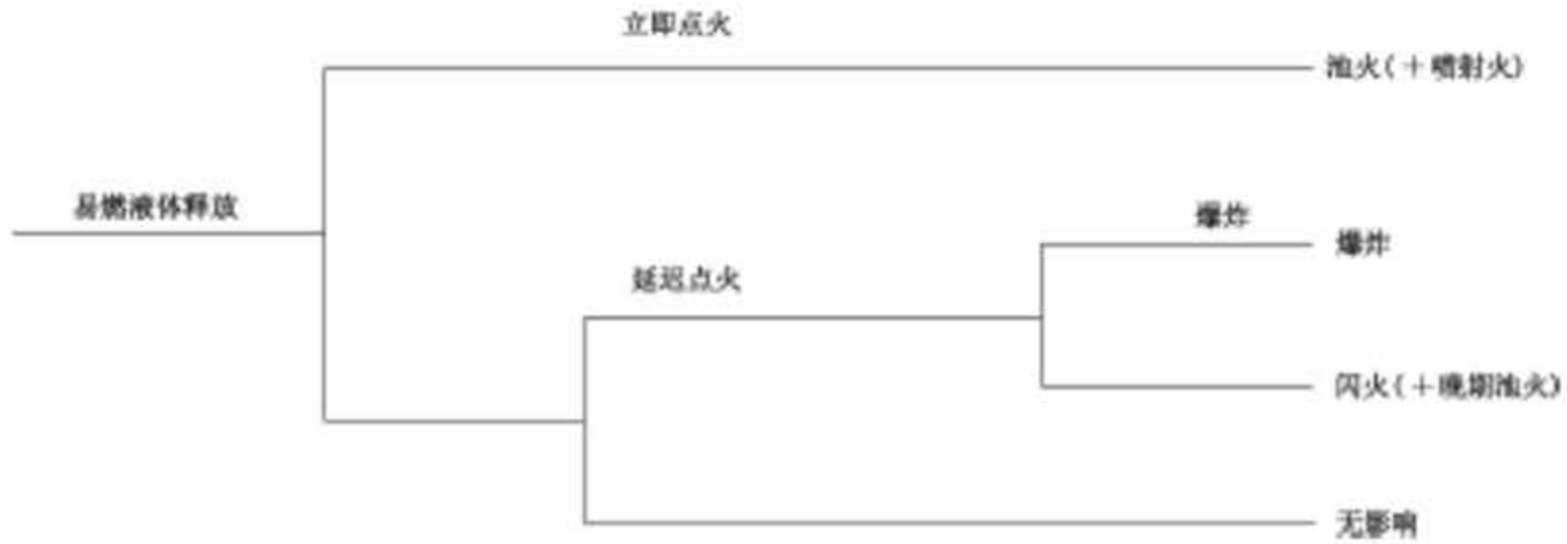 立即点火
池火(+喷射火)
易燃液体释放
爆炸
爆炸
延迟点火
闪火(+晚期池火)
无影响